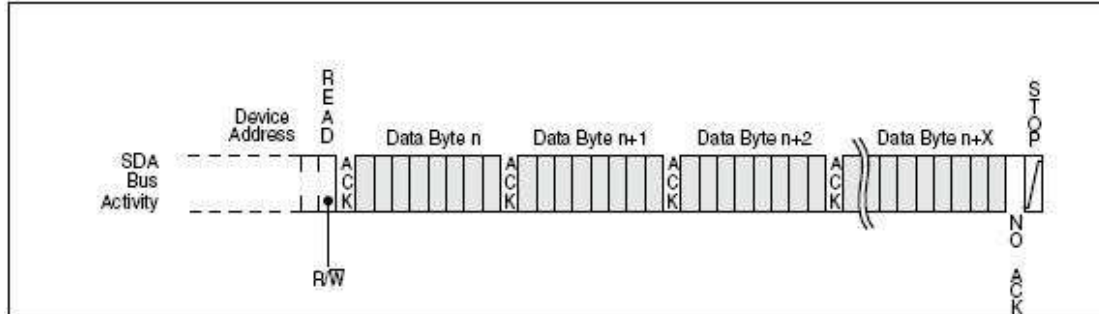 READ
STOP
Device
Address
Data Byte n
Data Byte n+1
Data Byte n+2
Data Byte n+X
SDA
Bus
Activity
ACK
ACK
ACK
ACK
R/W̅
NO ACK